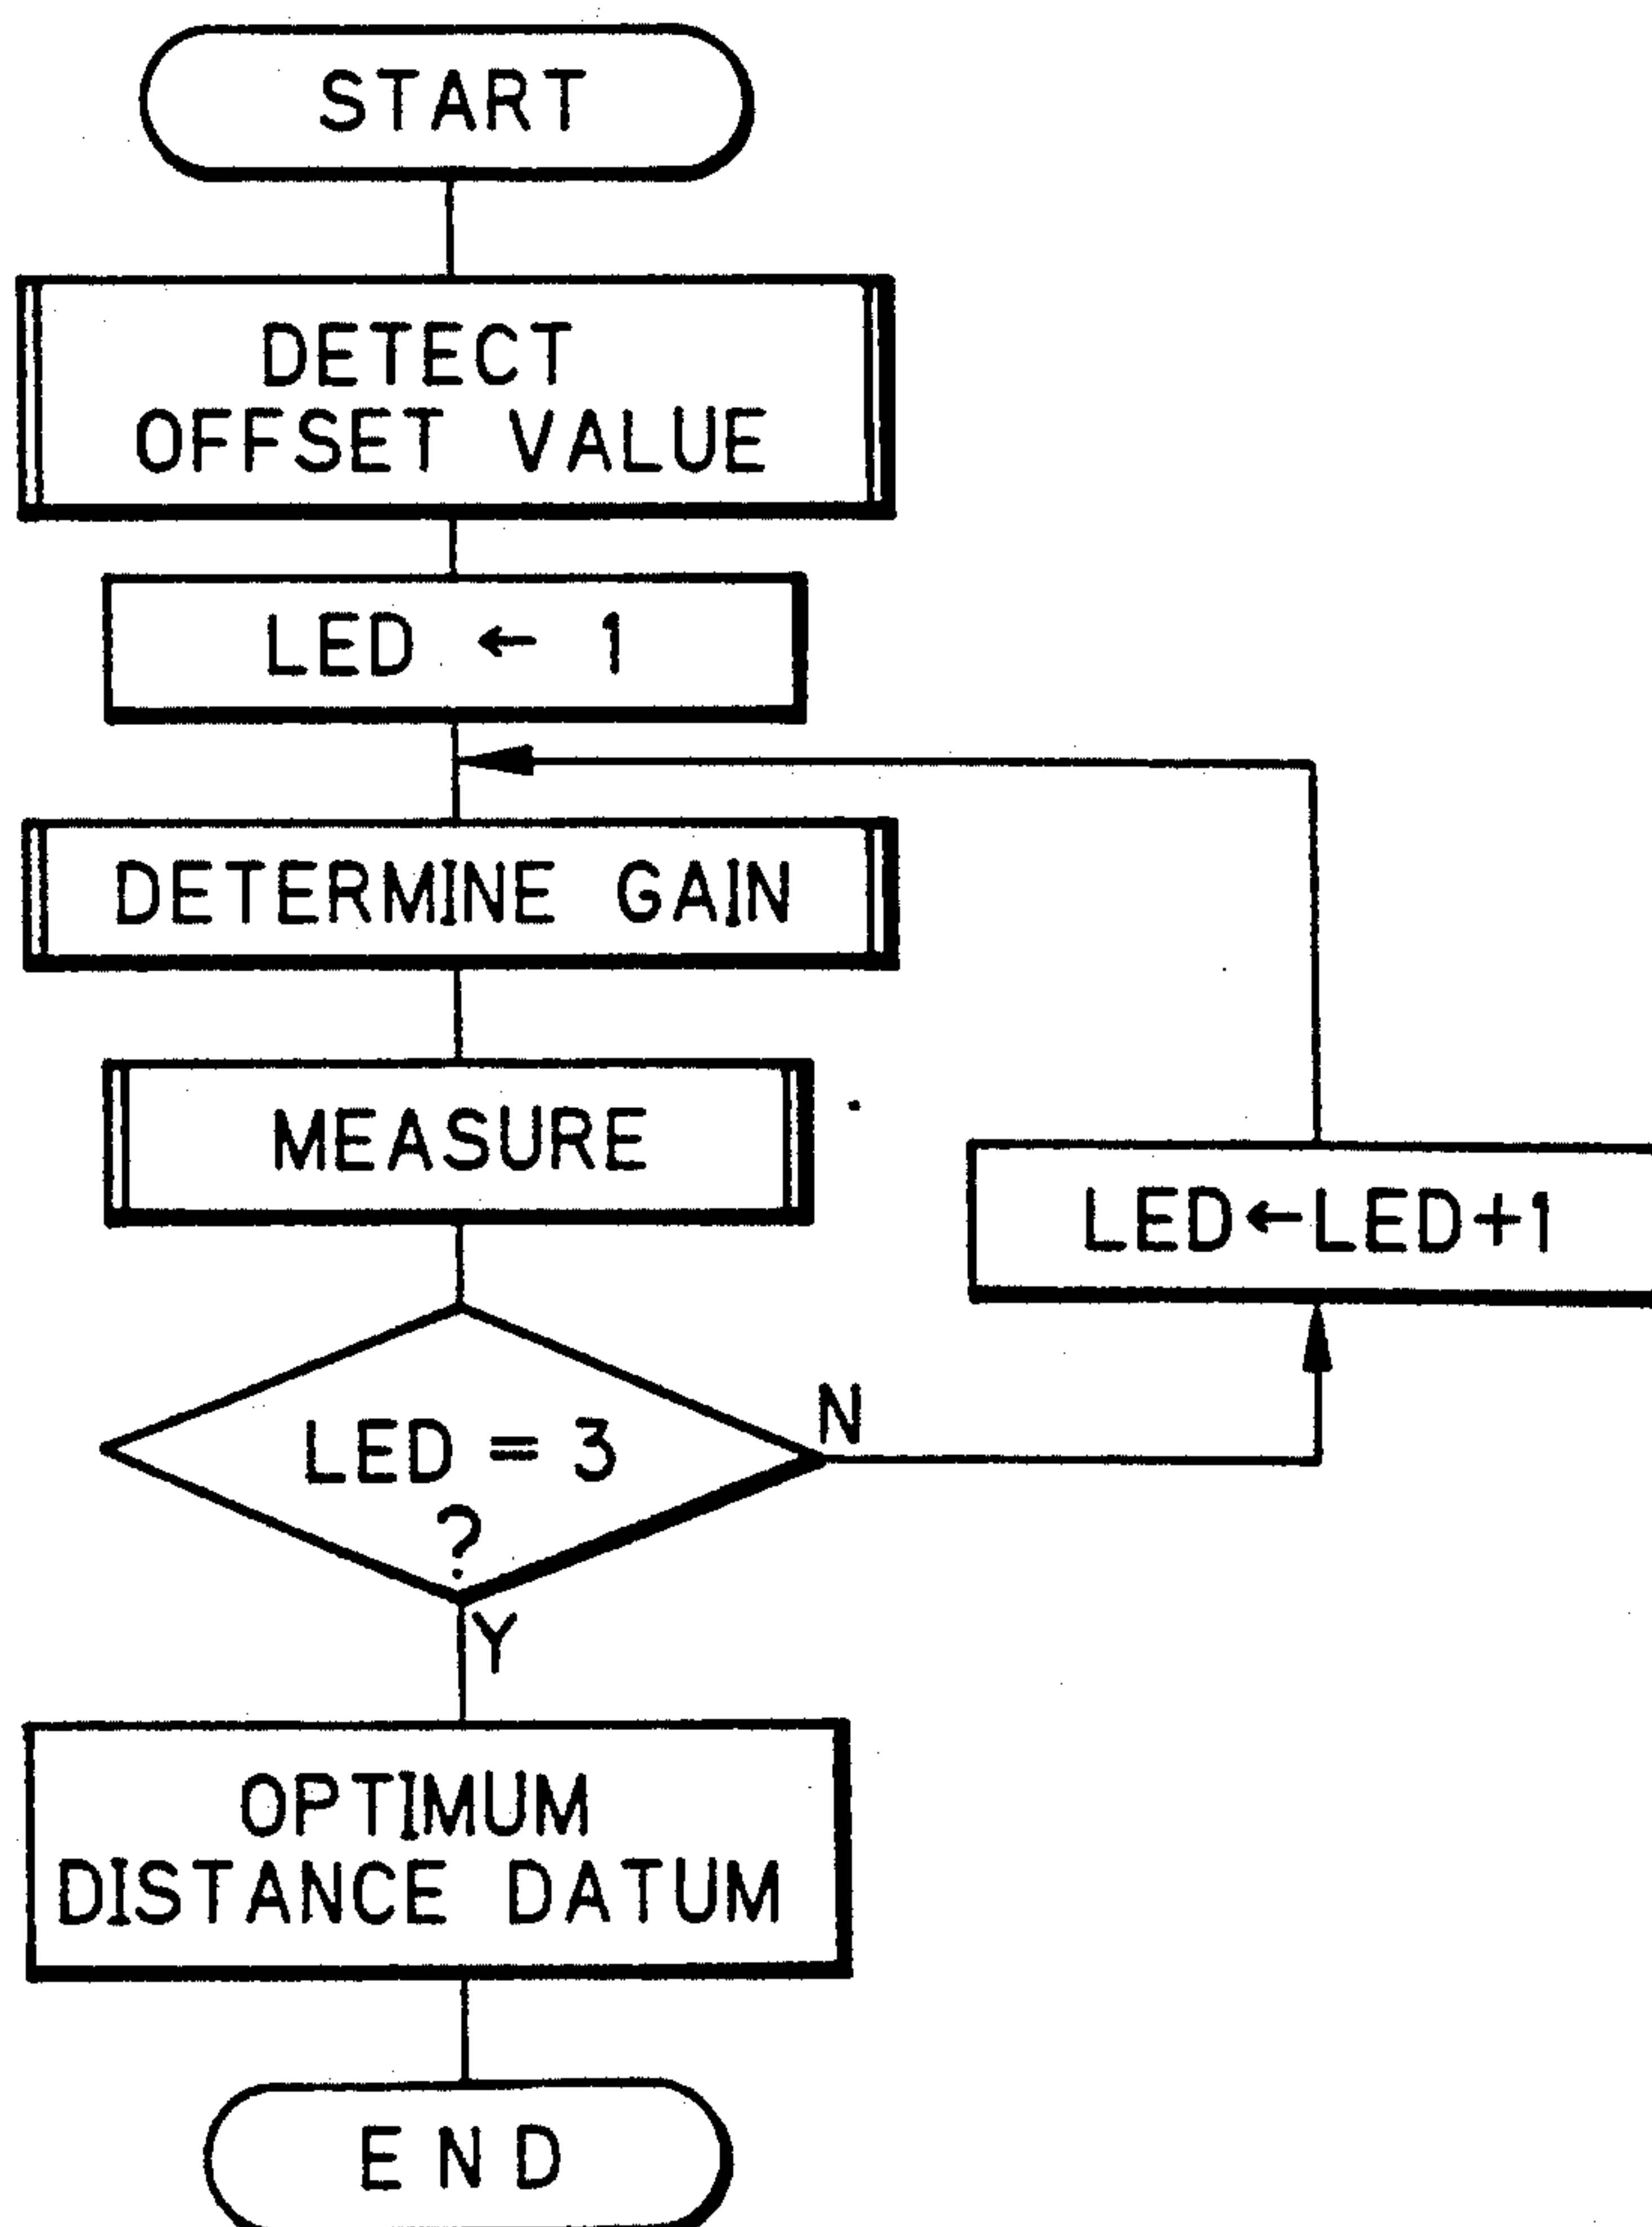 START
DETECT
OFFSET VALUE
LED ← 1
DETERMINE GAIN
MEASURE
LED←LED+1
LED = 3
?
N
Y
OPTIMUM
DISTANCE DATUM
END